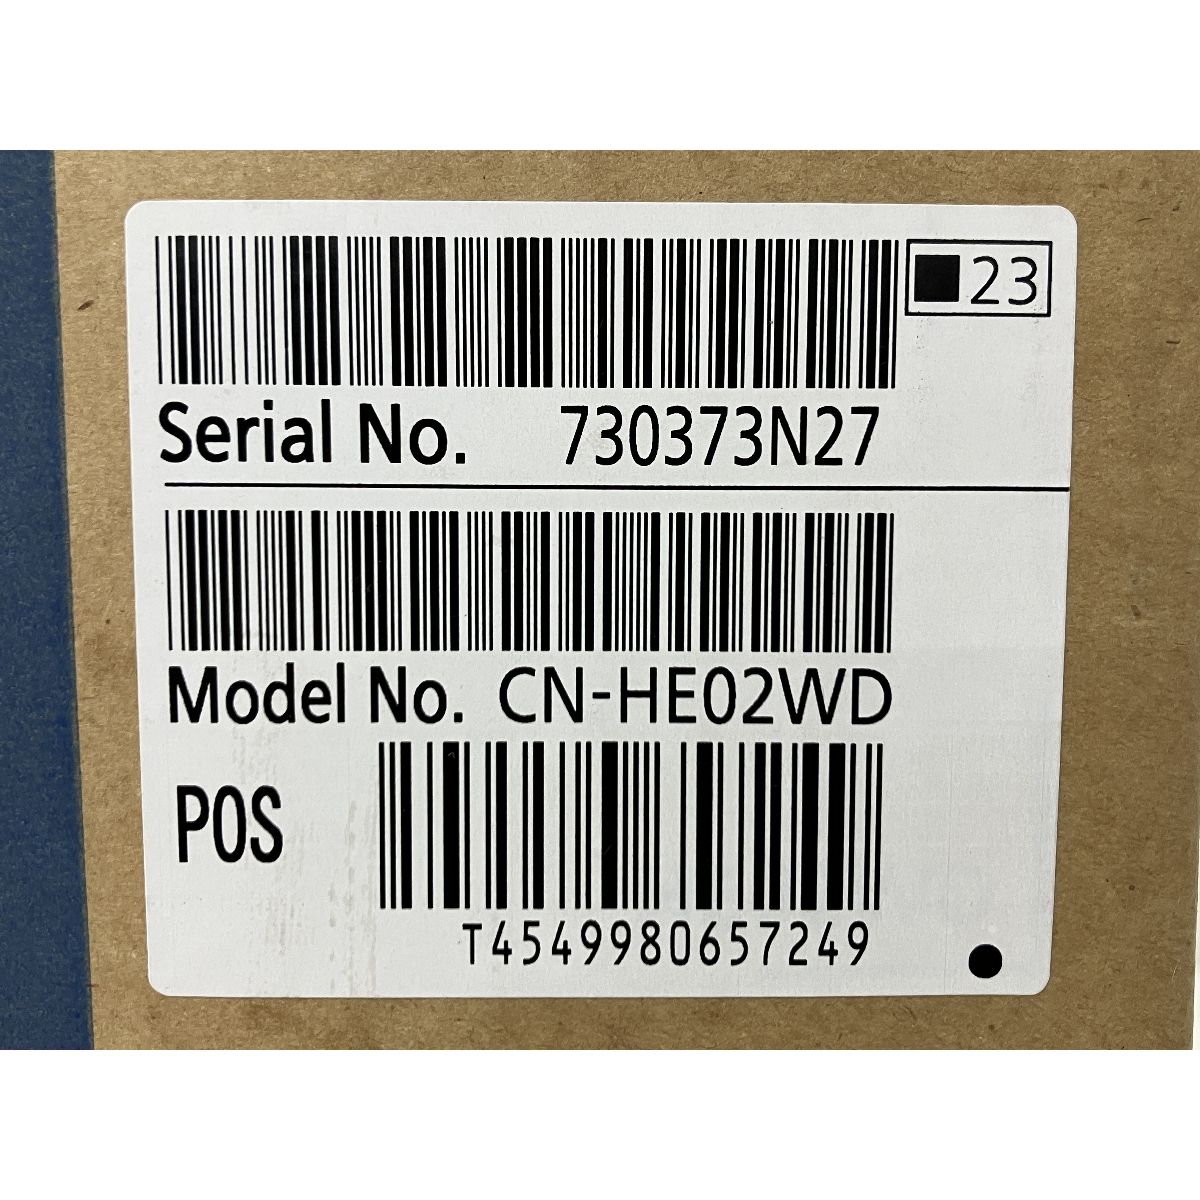 ■23
Serial No. 730373N27
Model No. CN-HE02WD
POS
T4549980657249